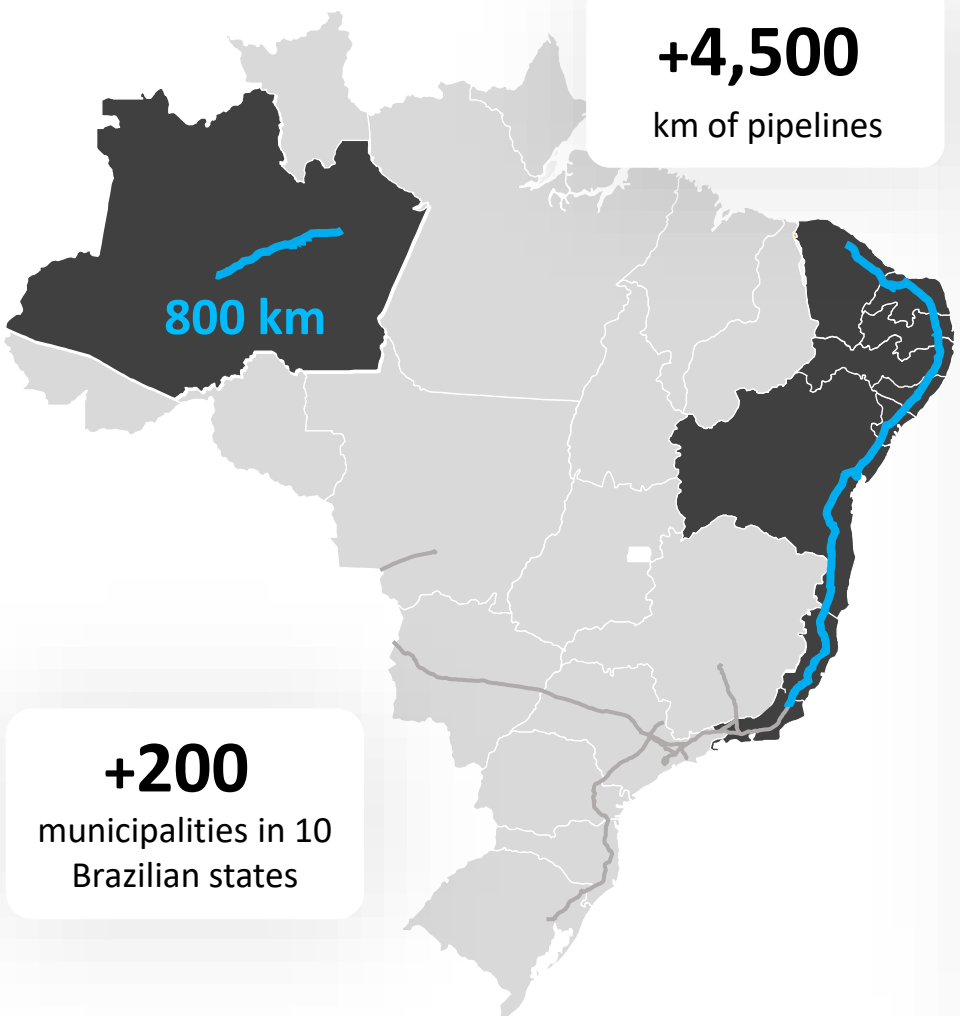 +4,500
km of pipelines
800 km
+200
municipalities in 10
Brazilian states